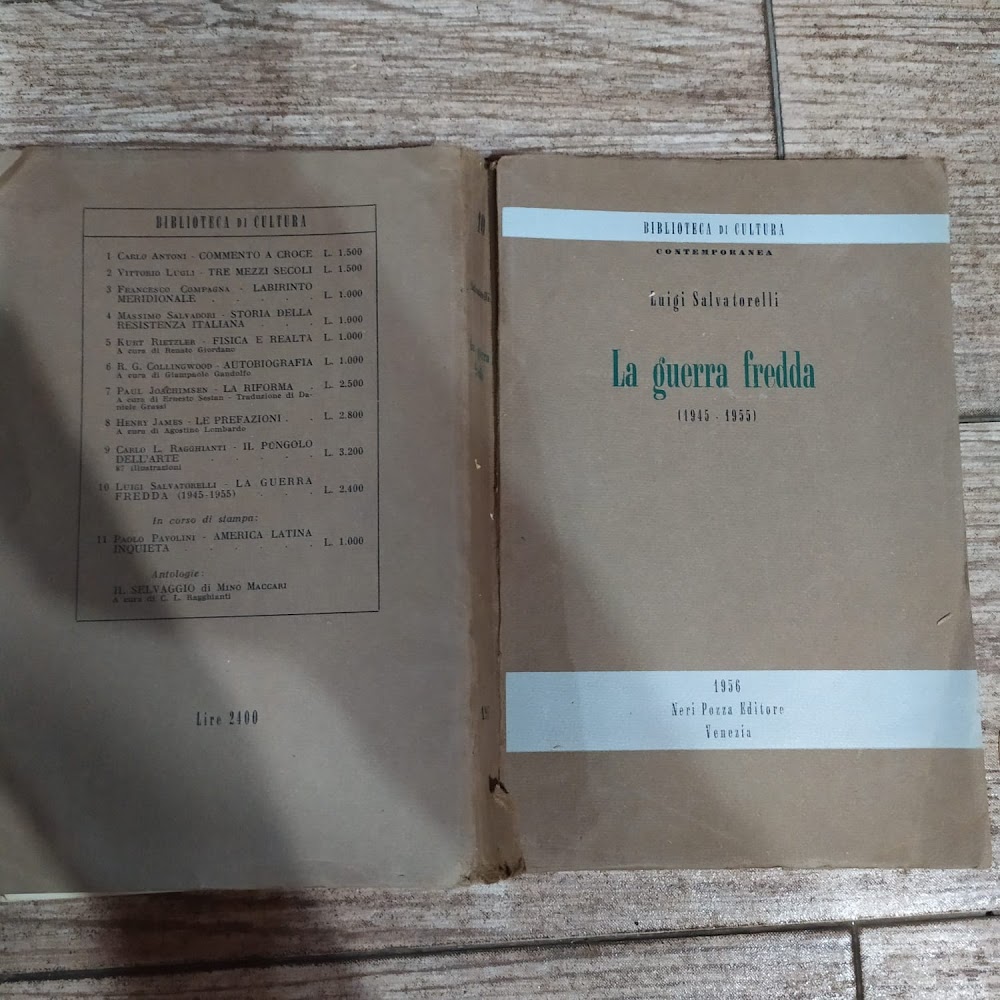 BIBLIOTECA DI CULTURA
1 CARLO ANTONI - COMMENTO A CROCE L. 1.500
2 VITTORIO LUGLI - TRE MEZZI SECOLI L. 1.500
3 FRANCESCO COMPAGNA - LABIRINTO
MERIDIONALE . . . . . . L. 1.000
4 MASSIMO SALVADORI - STORIA DELLA
RESISTENZA ITALIANA . . . L. 1.000
5 KURT RIETZLER - FISICA E REALTÀ L. 1.000
A cura di Renato Giordano
6 R. G. COLLINGWOOD - AUTOBIOGRAFIA L. 1.000
A cura di Giampaolo Gandolfo
7 PAUL JOACHIMSEN - LA RIFORMA . L. 2.500
A cura di Ernesto Sestan - Traduzione di Da-
niele Grassi
8 HENRY JAMES - LE PREFAZIONI . L. 2.800
A cura di Agostino Lombardo
9 CARLO L. RAGGHIANTI - IL PUNGOLO
DELL'ARTE . . . . . . L. 3.200
87 illustrazioni
10 LUIGI SALVATORELLI - LA GUERRA
FREDDA (1945-1955) . . . L. 2.400
In corso di stampa:
11 PAOLO PAVOLINI - AMERICA LATINA
INQUIETA . . . . . . . L. 1.000
Antologie:
IL SELVAGGIO di MINO MACCARI
A cura di C. L. Ragghianti
Lire 2400
10
BIBLIOTECA DI CULTURA
CONTEMPORANEA
Luigi Salvatorelli
La guerra fredda
(1945 - 1955)
1956
Neri Pozza Editore
Venezia